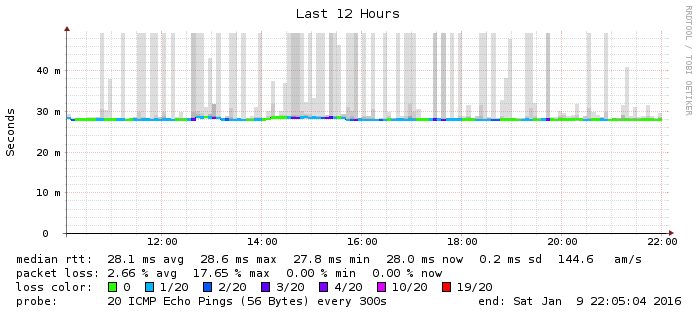 Last 12 Hours
RRDTOOL / TOBI OETIKER
Seconds
40 m
30 m
20 m
10 m
0
12:00 14:00 16:00 18:00 20:00 22:00
median rtt: 28.1 ms avg 28.6 ms max 27.8 ms min 28.0 ms now 0.2 ms sd 144.6 am/s
packet loss: 2.66 % avg 17.65 % max 0.00 % min 0.00 % now
loss color: 0 1/20 2/20 3/20 4/20 10/20 19/20
probe: 20 ICMP Echo Pings (56 Bytes) every 300s end: Sat Jan 9 22:05:04 2016